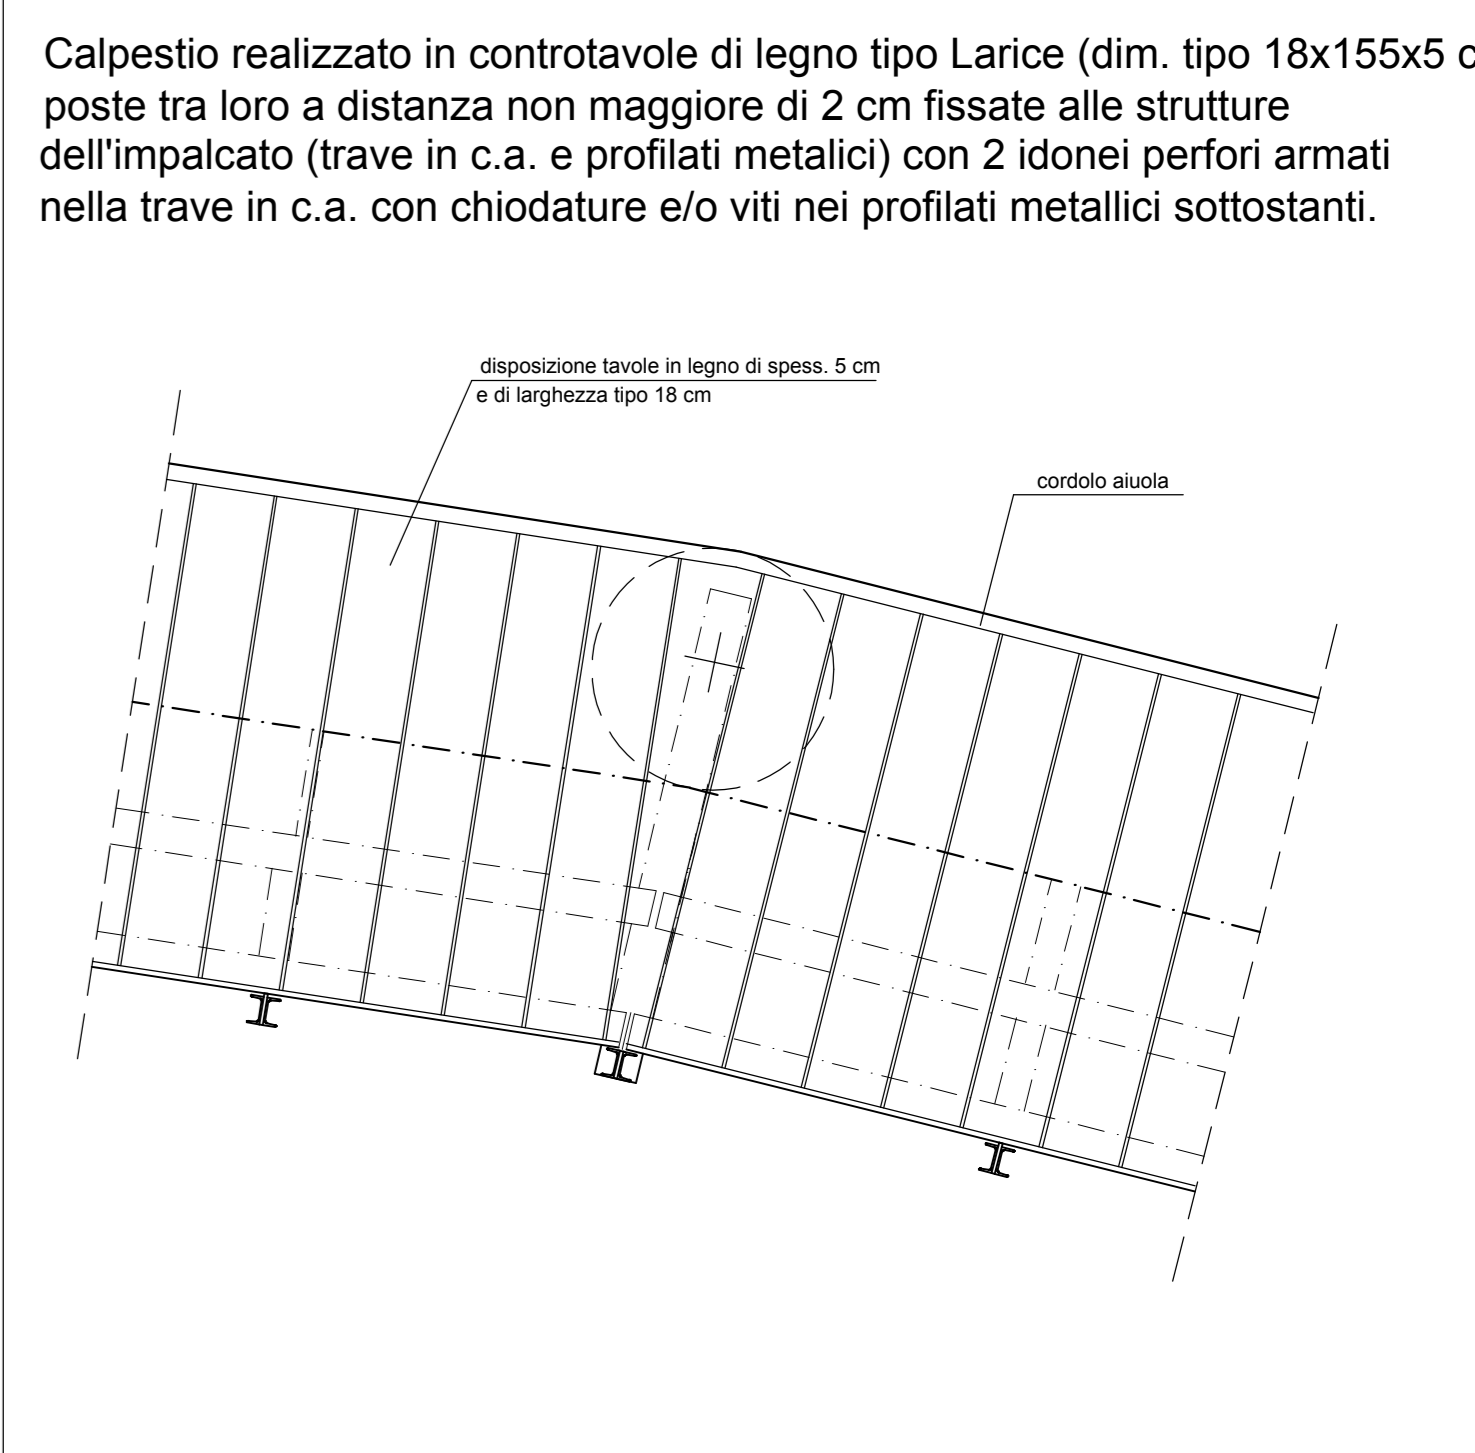 Calpestio realizzato in controtavole di legno tipo Larice (dim. tipo 18x155x5 c
poste tra loro a distanza non maggiore di 2 cm fissate alle strutture
dell'impalcato (trave in c.a. e profilati metalici) con 2 idonei perfori armati
nella trave in c.a. con chiodature e/o viti nei profilati metallici sottostanti.
disposizione tavole in legno di spess. 5 cm
e di larghezza tipo 18 cm
cordolo aiuola